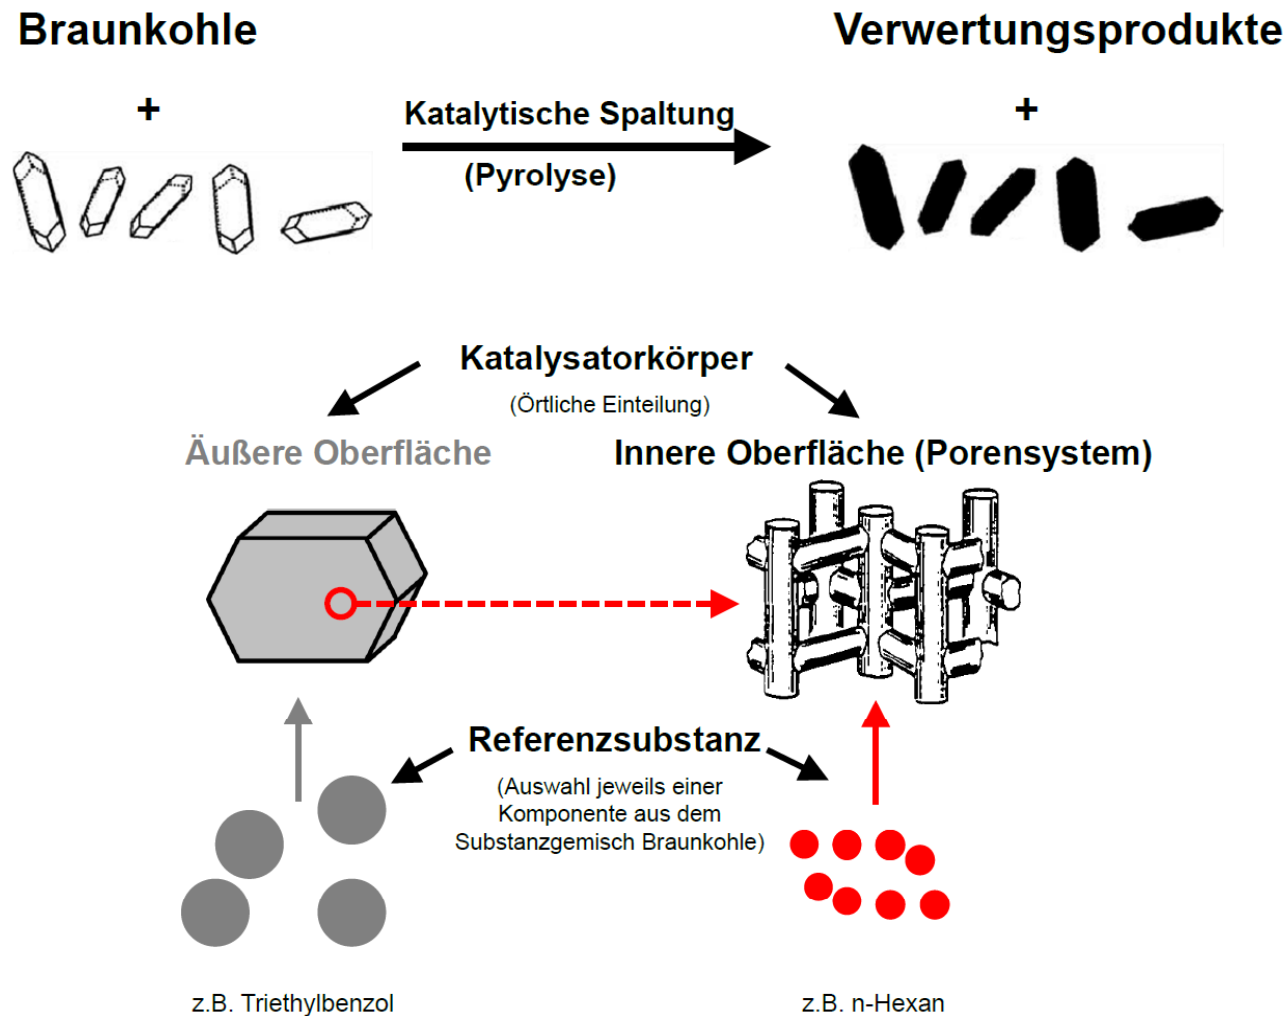 Braunkohle
Verwertungsprodukte
+
Katalytische Spaltung
+
(Pyrolyse)
Katalysatorkörper
(Örtliche Einteilung)
Äußere Oberfläche
Innere Oberfläche (Porensystem)
Referenzsubstanz
(Auswahl jeweils einer
Komponente aus dem
Substanzgemisch Braunkohle)
z.B. Triethylbenzol
z.B. n-Hexan